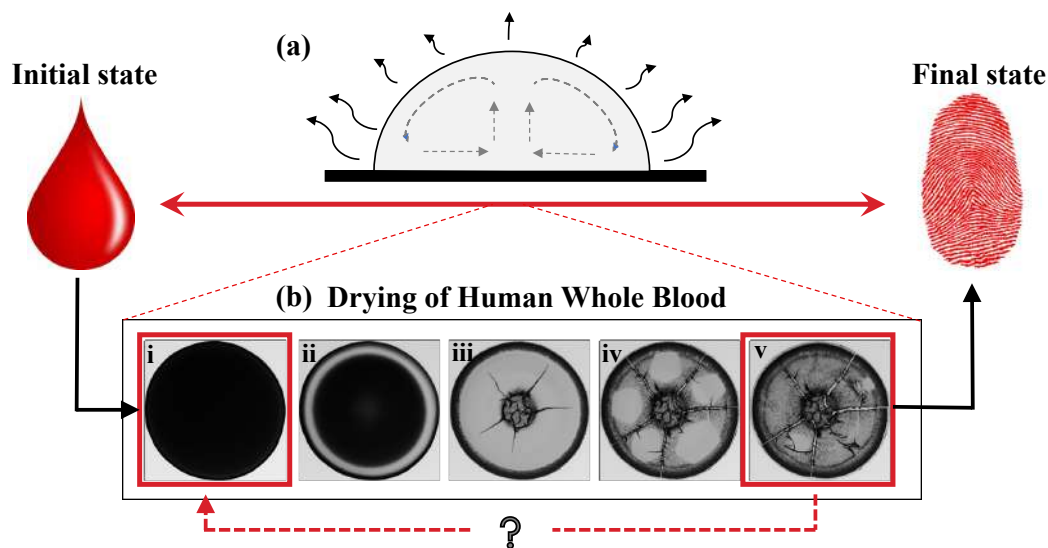 (a)
Initial state
Final state
(b) Drying of Human Whole Blood
i
ii
iii
iv
v
?